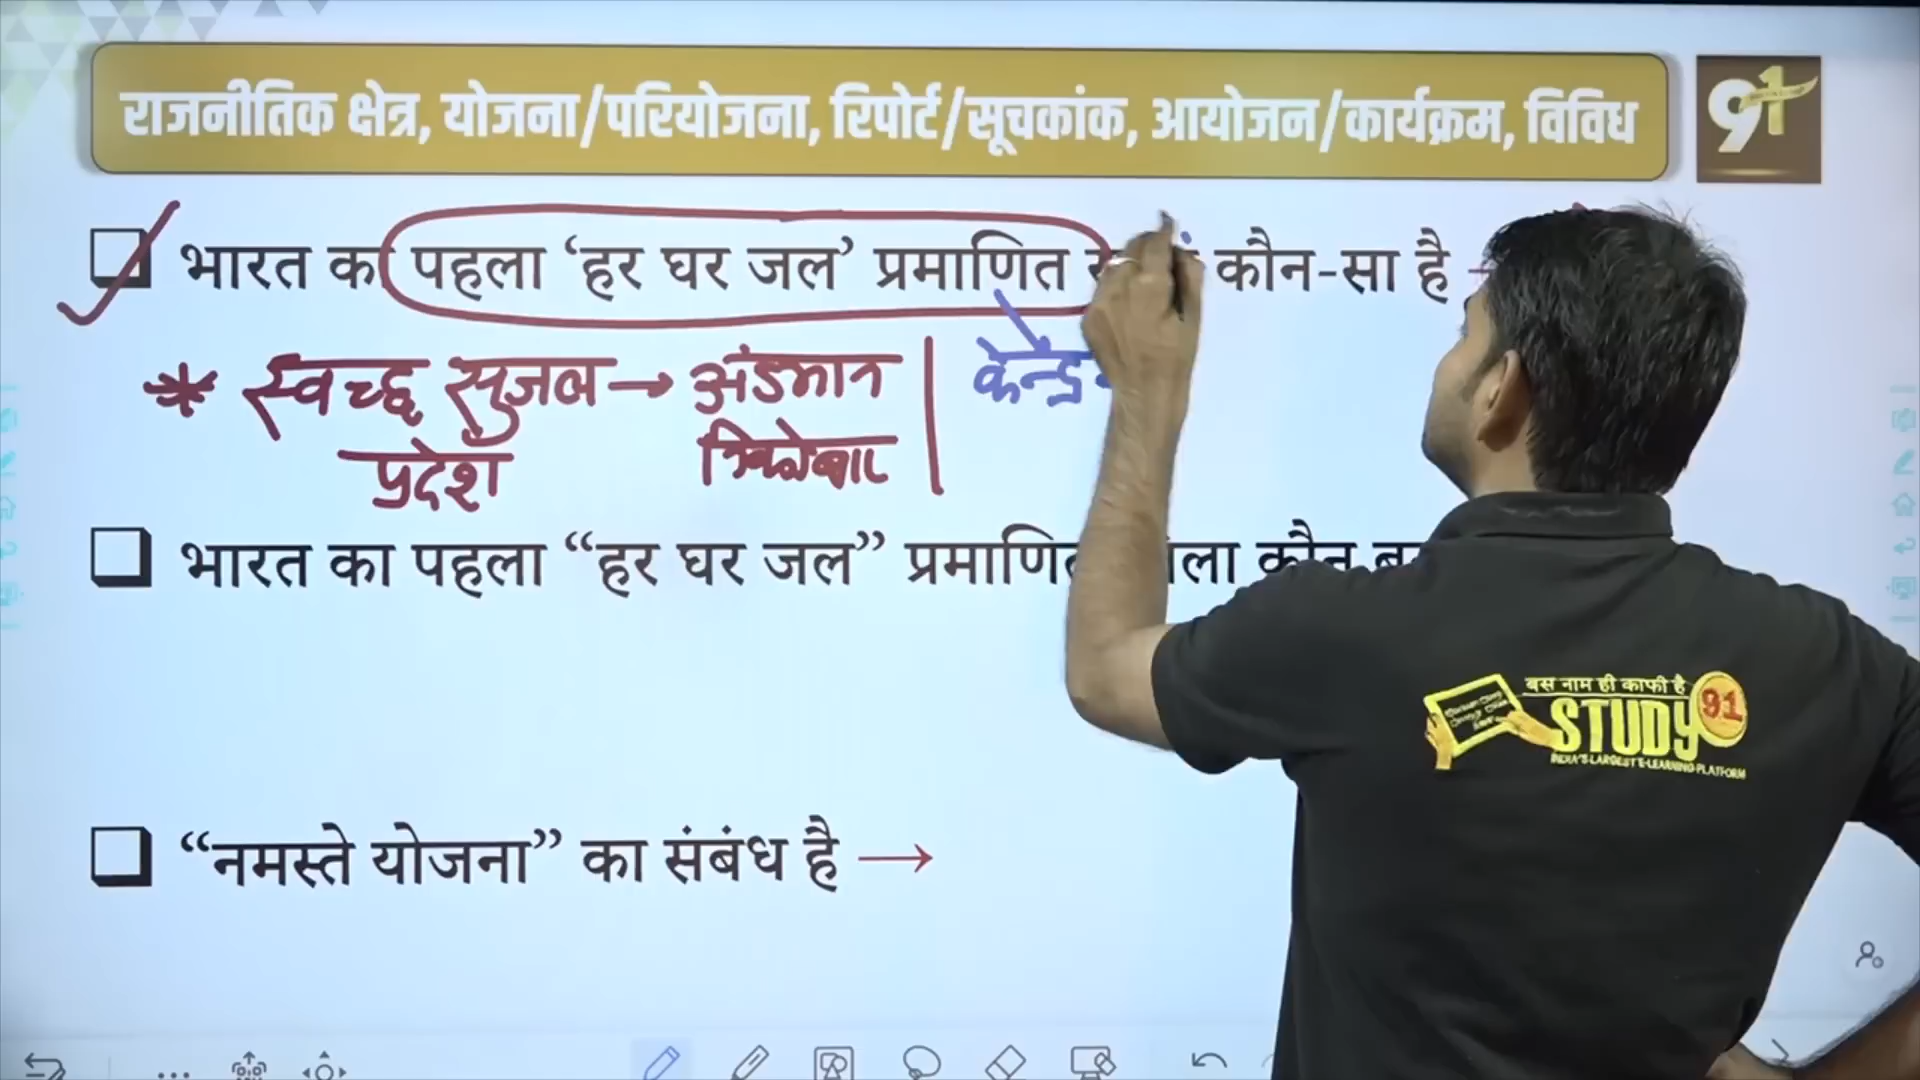 राजनीतिक क्षेत्र, योजना/परियोजना, रिपोर्ट/सूचकांक, आयोजन/कार्यक्रम, विविध
91
भारत का पहला ‘हर घर जल’ प्रमाणित कौन-सा है
* स्वच्छ सुजल → अंडमान
केन्द्र
प्रदेश
भारत का पहला “हर घर जल” प्रमाणित कौन
“नमस्ते योजना” का संबंध है →
बस नाम ही काफी है
STUDY 91
INDIA'S LARGEST E-LEARNING PLATFORM